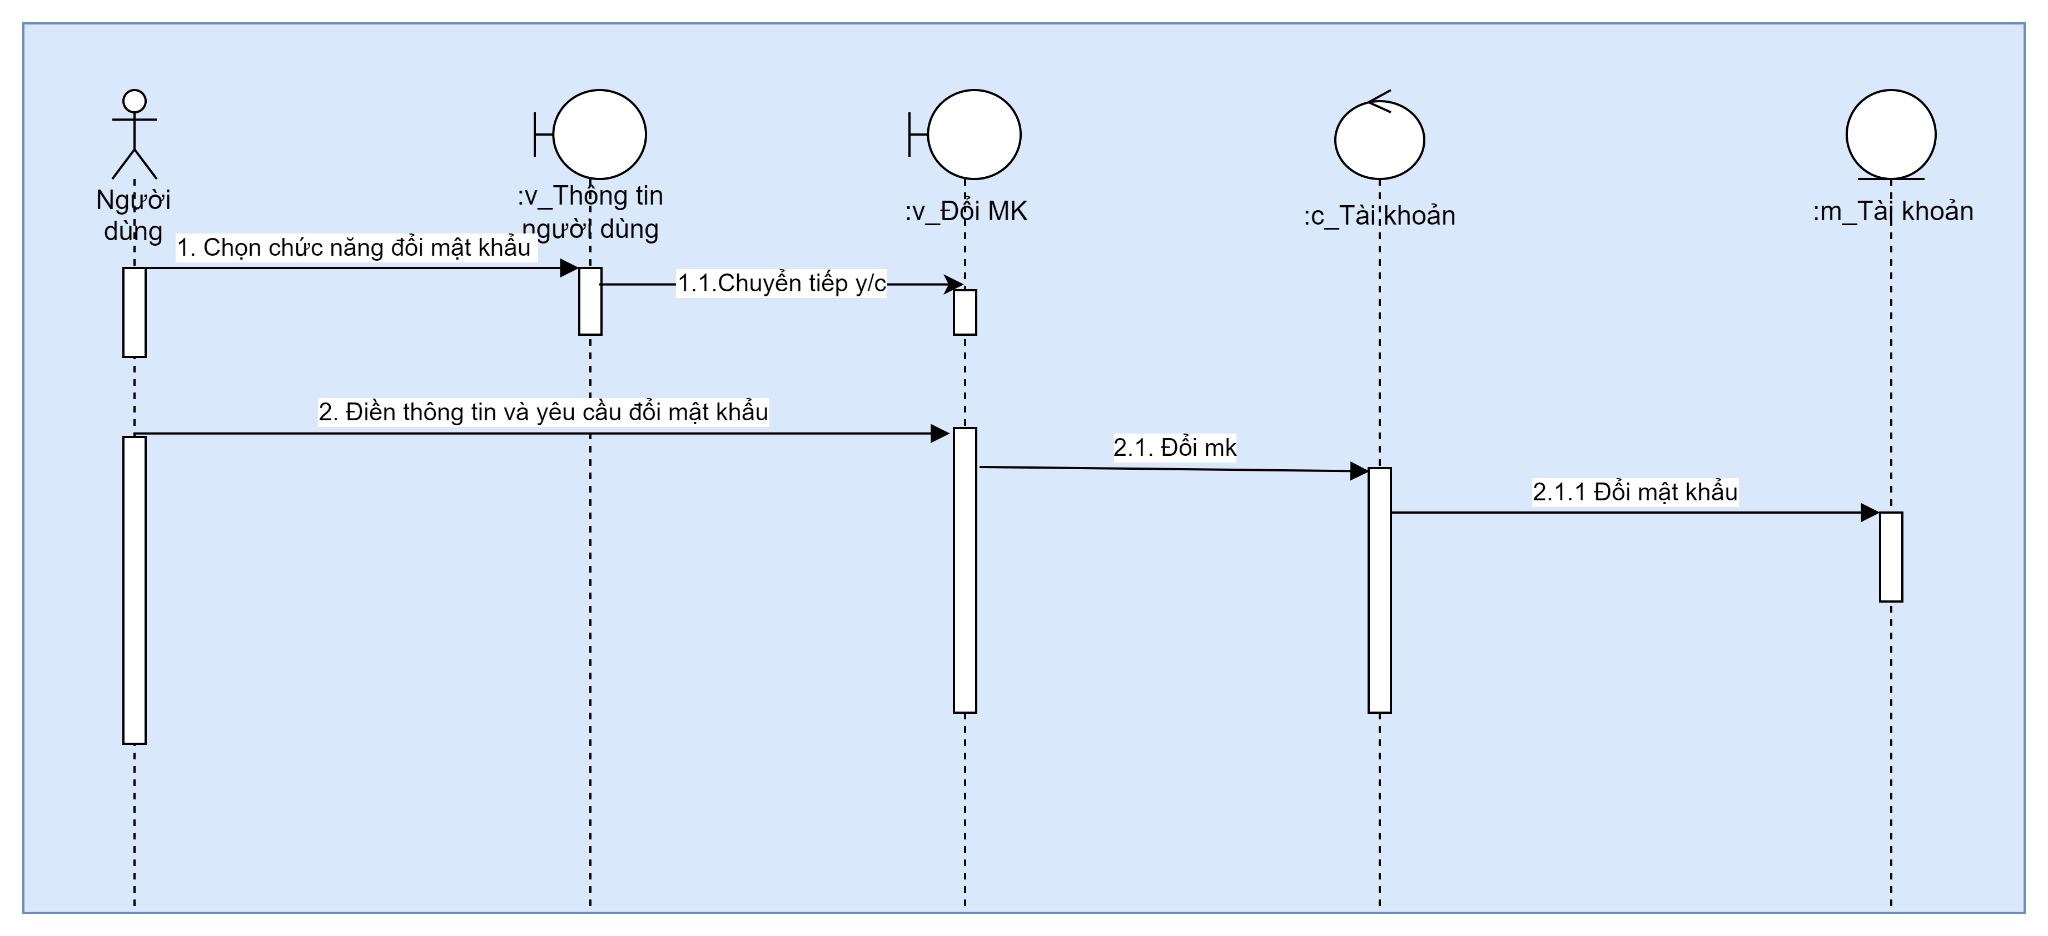 Người
dùng
:v_Thông tin
người dùng
:v_Đổi MK
:c_Tài khoản
:m_Tài khoản
1. Chọn chức năng đổi mật khẩu
1.1.Chuyển tiếp y/c
2. Điền thông tin và yêu cầu đổi mật khẩu
2.1. Đổi mk
2.1.1 Đổi mật khẩu